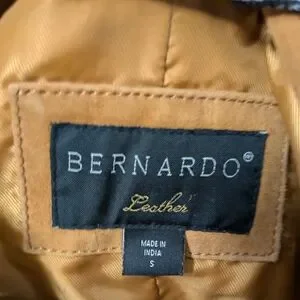 BERNARDO®
Leather
MADE IN
INDIA
S